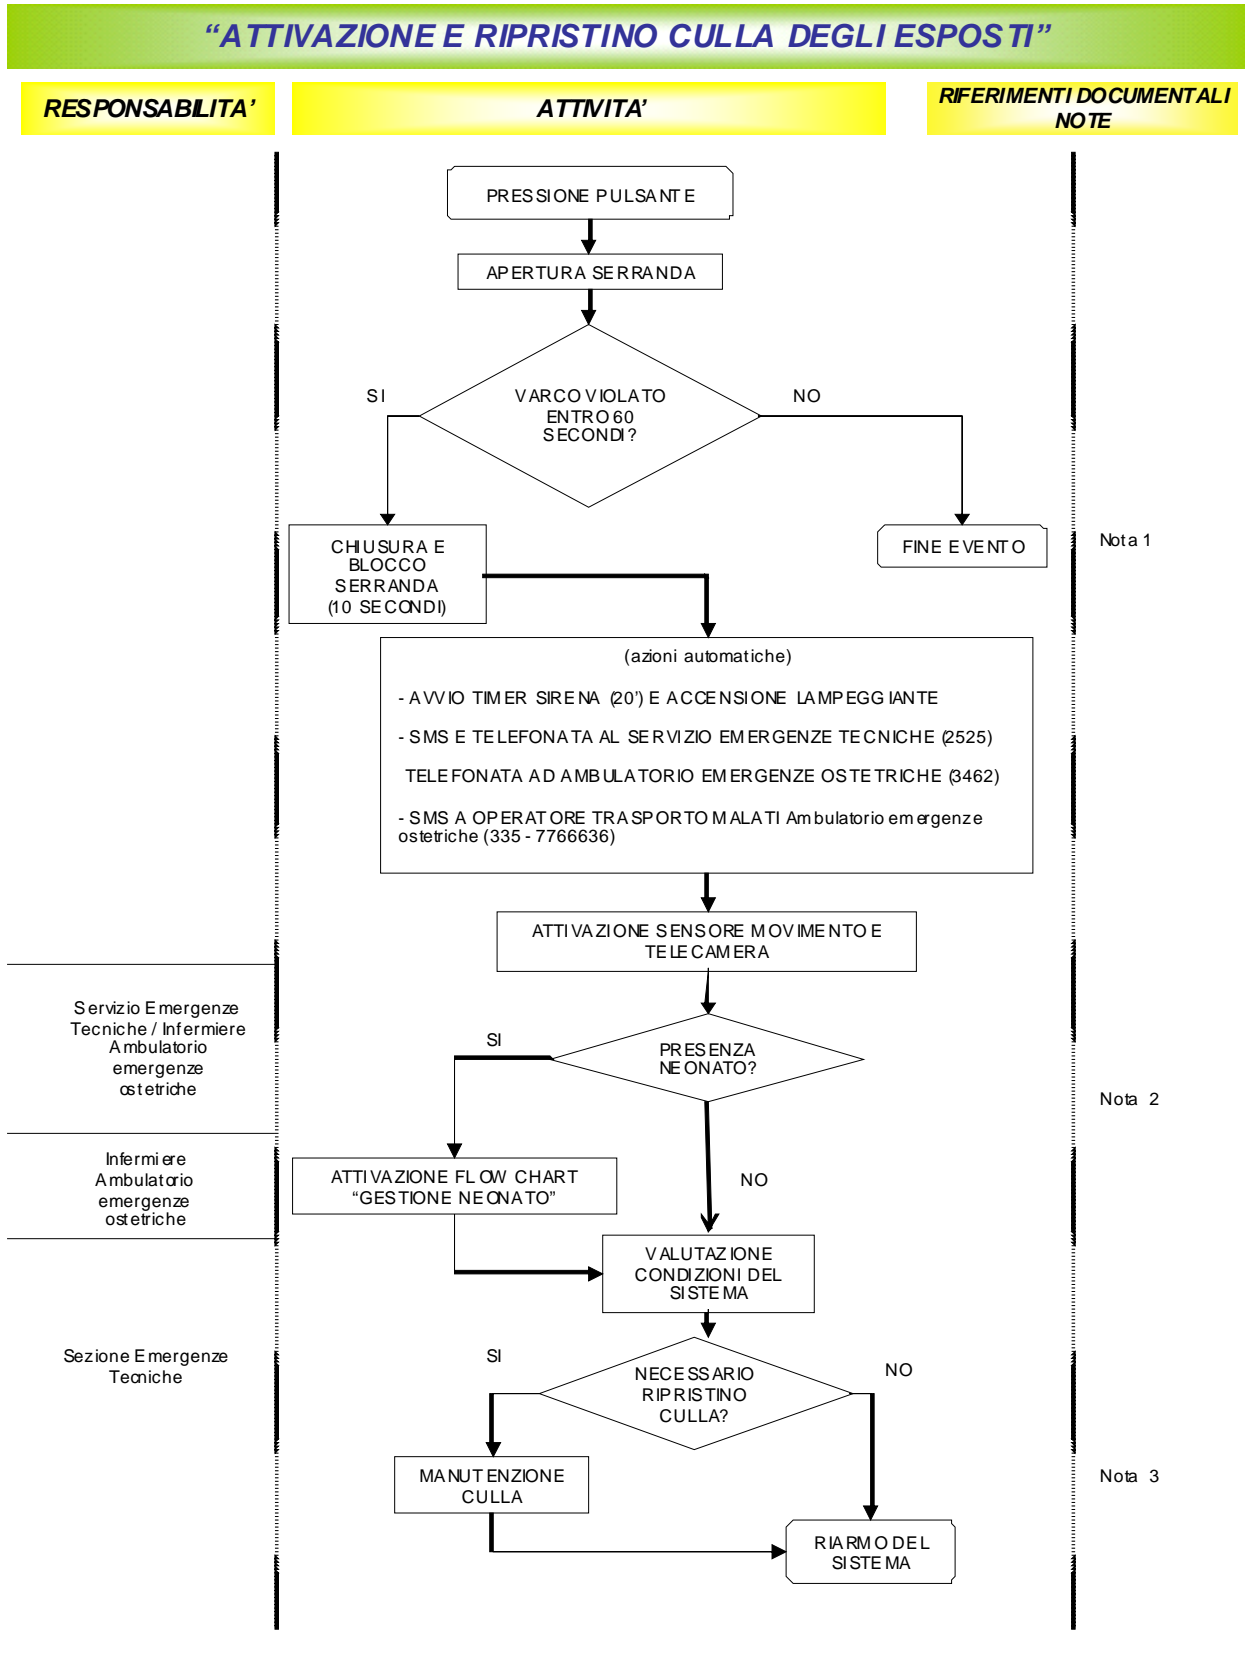 “ATTIVAZIONE E RIPRISTINO CULLA DEGLI ESPOSTI”
RESPONSABILITA’
ATTIVITA’
RIFERIMENTI DOCUMENTALI
NOTE
PRESSIONE PULSANTE
APERTURA SERRANDA
SI
VARCO VIOLATO
ENTRO 60
SECONDI?
NO
CHIUSURA E
BLOCCO
SERRANDA
(10 SECONDI)
FINE EVENTO
Nota 1
(azioni automatiche)
- AVVIO TIMER SIRENA (20’) E ACCENSIONE LAMPEGGIANTE
- SMS E TELEFONATA AL SERVIZIO EMERGENZE TECNICHE (2525)
TELEFONATA AD AMBULATORIO EMERGENZE OSTETRICHE (3462)
- SMS A OPERATORE TRASPORTO MALATI Ambulatorio emergenze
ostetriche (335 - 7766636)
ATTIVAZIONE SENSORE MOVIMENTO E
TELECAMERA
Servizio Emergenze
Tecniche / Infermiere
Ambulatorio
emergenze
ostetriche
SI
PRESENZA
NEONATO?
Nota 2
Infermiere
Ambulatorio
emergenze
ostetriche
ATTIVAZIONE FLOW CHART
“GESTIONE NEONATO”
NO
VALUTAZIONE
CONDIZIONI DEL
SISTEMA
Sezione Emergenze
Tecniche
SI
NECESSARIO
RIPRISTINO
CULLA?
NO
MANUTENZIONE
CULLA
Nota 3
RIARMO DEL
SISTEMA